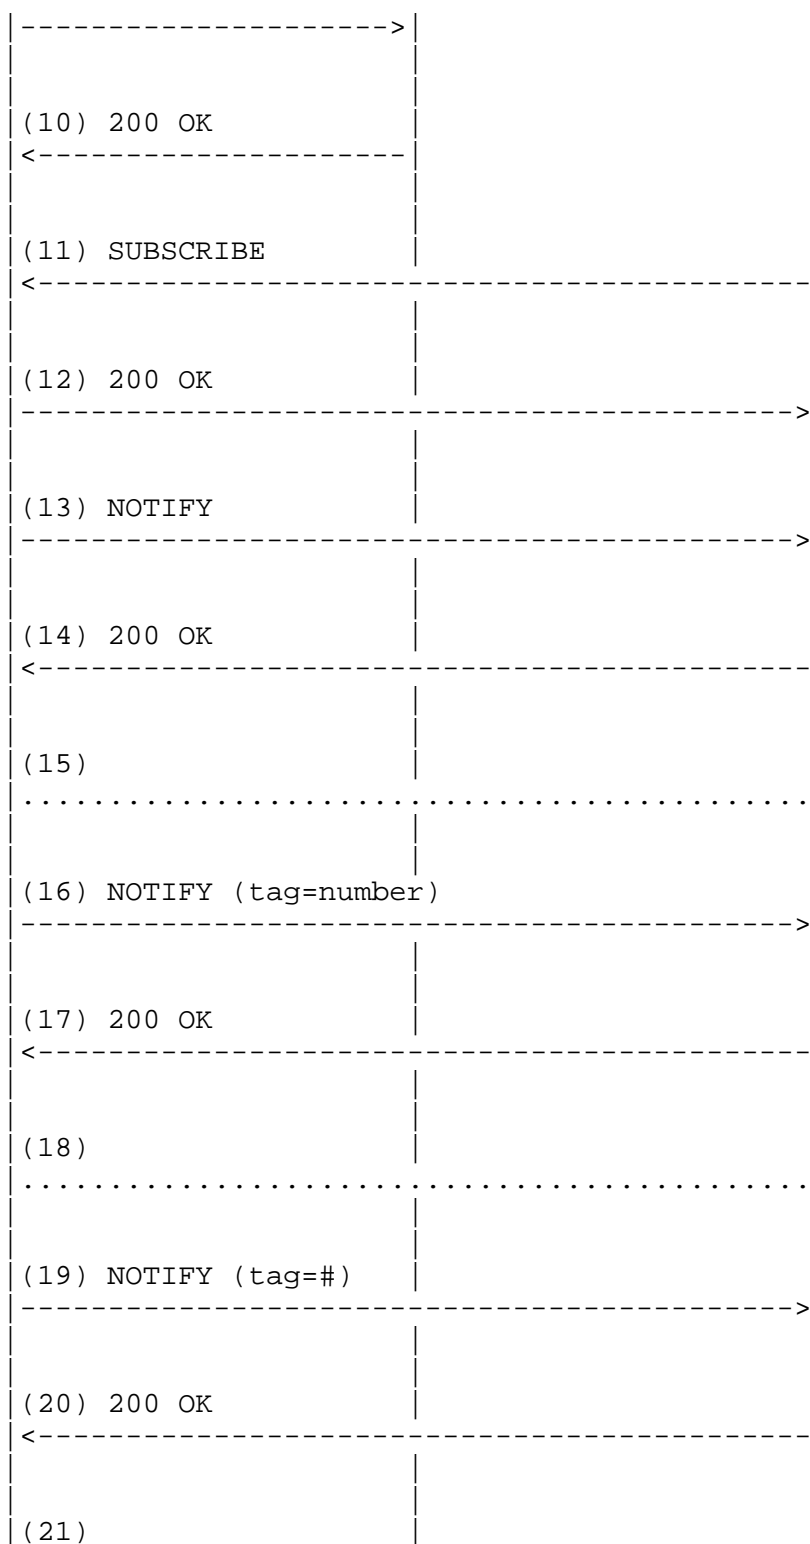 |--------------------->|
(10) 200 OK
|<---------------------|
(11) SUBSCRIBE
|<--------------------------------------------
(12) 200 OK
|-------------------------------------------->
(13) NOTIFY
|-------------------------------------------->
(14) 200 OK
|<--------------------------------------------
(15)
|.............................................
(16) NOTIFY (tag=number)
|-------------------------------------------->
(17) 200 OK
|<--------------------------------------------
(18)
|.............................................
(19) NOTIFY (tag=#)
|-------------------------------------------->
(20) 200 OK
|<--------------------------------------------
(21)